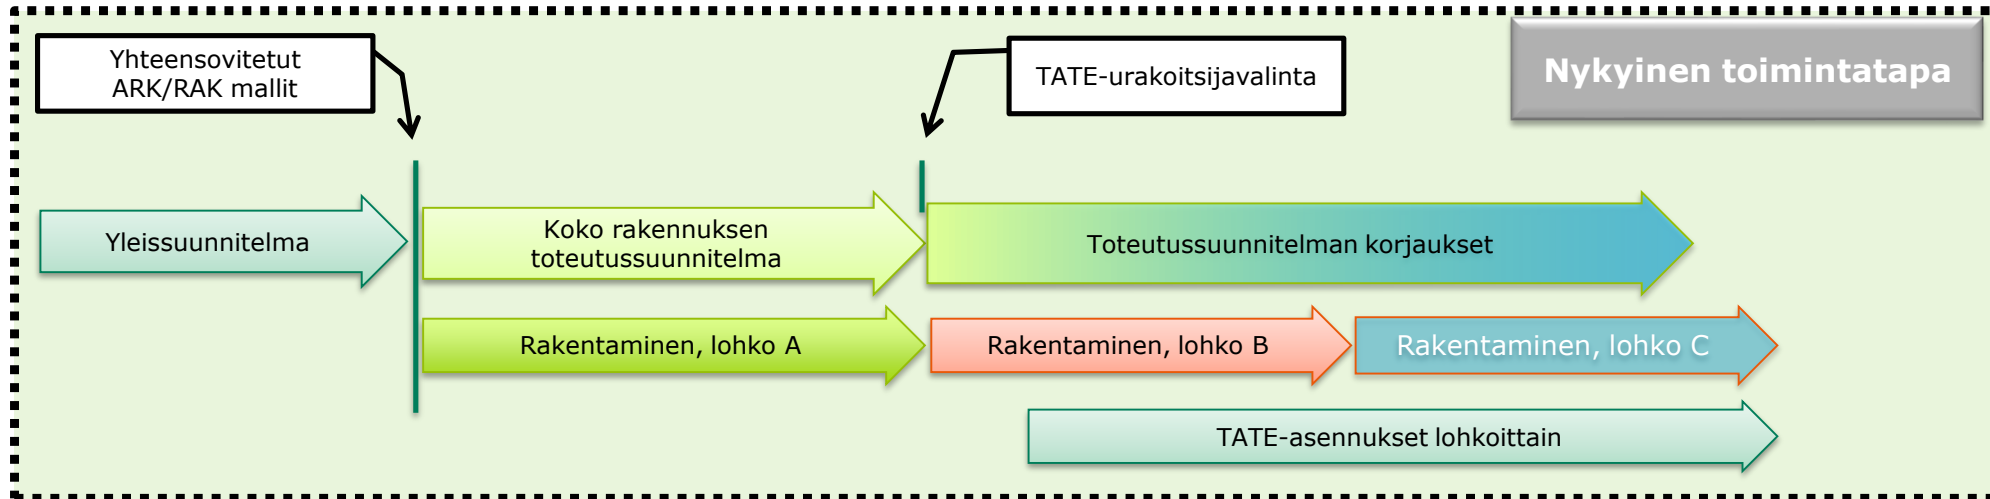 Yhteensovitetut
ARK/RAK mallit
TATE-urakoitsijavalinta
Nykyinen toimintatapa
Yleissuunnitelma
Koko rakennuksen
toteutussuunnitelma
Toteutussuunnitelman korjaukset
Rakentaminen, lohko A
Rakentaminen, lohko B
Rakentaminen, lohko C
TATE-asennukset lohkoittain